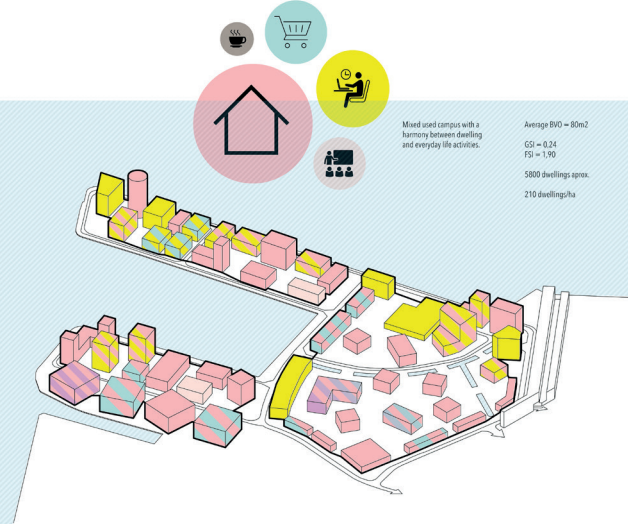 Mixed used campus with a
harmony between dwelling
and everyday life activities.
Average BVO = 80m2
GSI = 0,24
FSI = 1,90
5800 dwellings aprox.
210 dwellings/ha